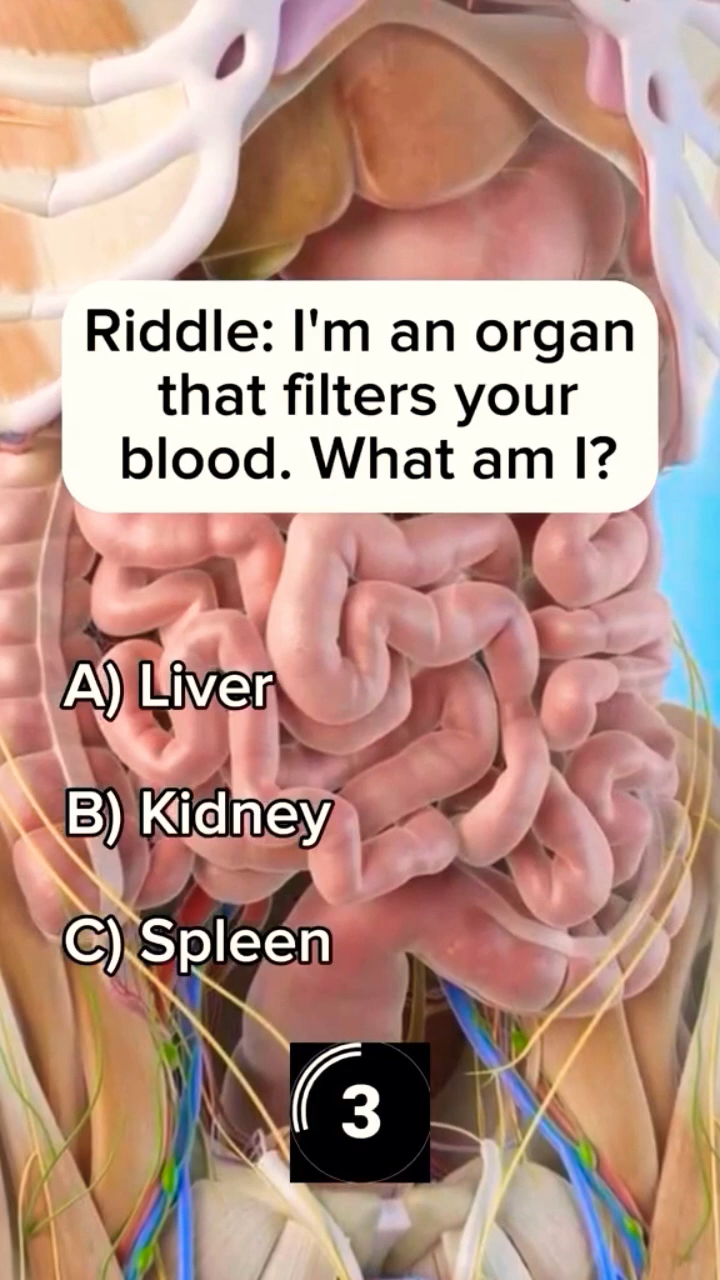 Riddle: I'm an organ
that filters your
blood. What am I?
A) Liver
B) Kidney
C) Spleen
3